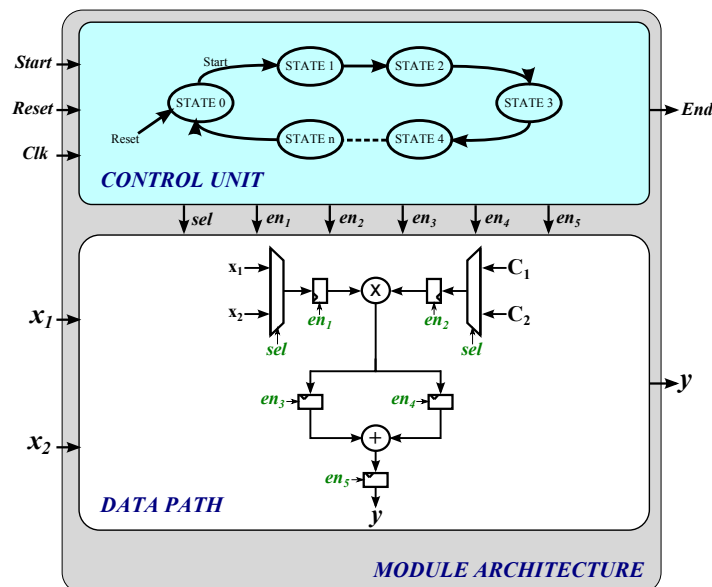 Start
Reset
Clk
Start
STATE 1
STATE 2
STATE 0
STATE 3
Reset
STATE n
STATE 4
CONTROL UNIT
End
sel
en1
en2
en3
en4
en5
x1
x2
x1
x2
en1
sel
X
C1
C2
en2
sel
en3
en4
+
en5
y
y
DATA PATH
MODULE ARCHITECTURE